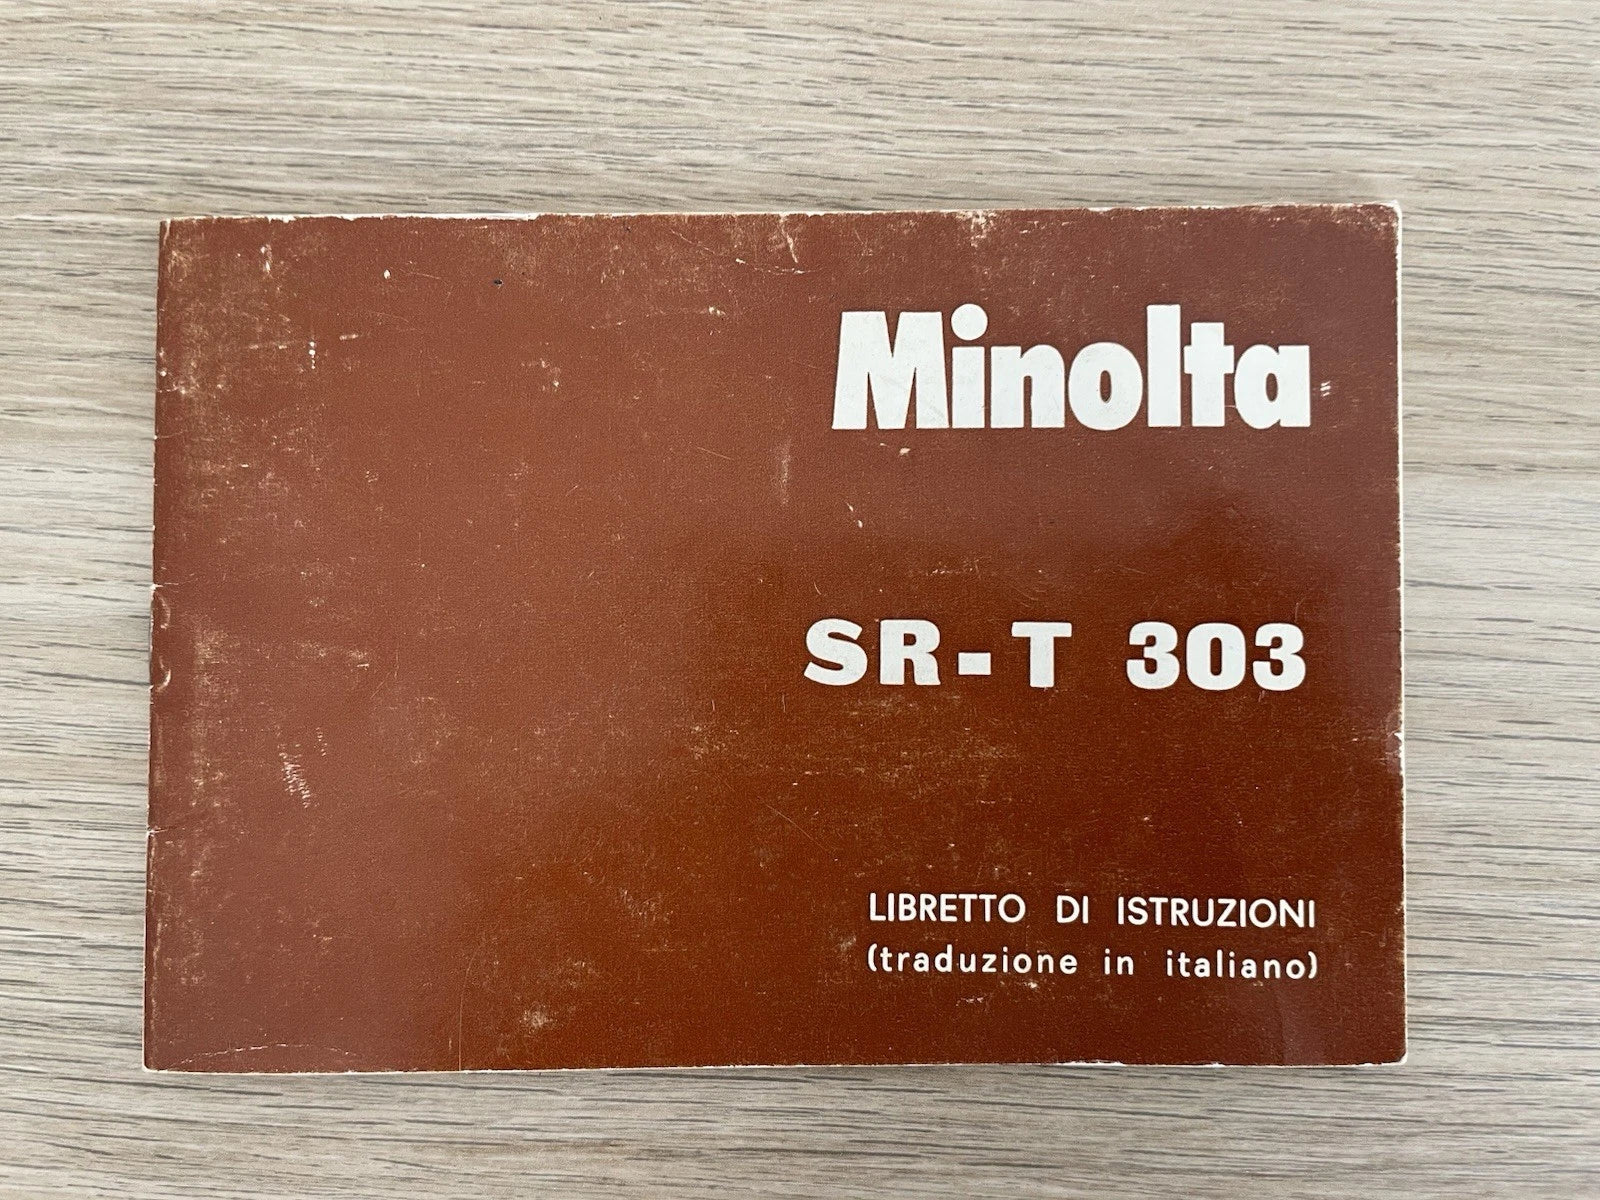 Minolta
SR-T 303
LIBRETTO DI ISTRUZIONI
(traduzione in italiano)